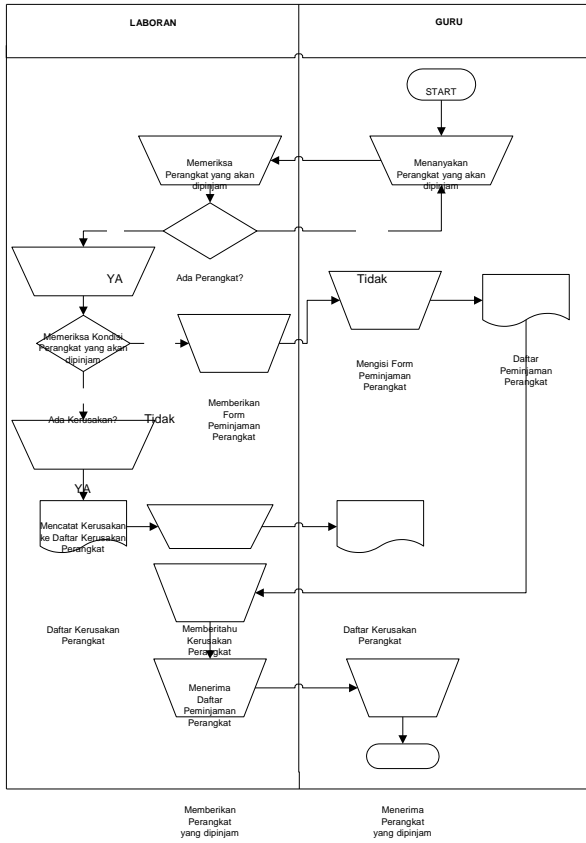 LABORAN
GURU
START
Memeriksa
Perangkat yang akan
dipinjam
Menanyakan
Perangkat yang akan
dipinjam
YA
Ada Perangkat?
Tidak
Memeriksa Kondisi
Perangkat yang akan
dipinjam
Mengisi Form
Peminjaman
Perangkat
Daftar
Peminjaman
Perangkat
Memberikan
Form
Peminjaman
Perangkat
Ada Kerusakan?
Tidak
YA
Mencatat Kerusakan
ke Daftar Kerusakan
Perangkat
Daftar Kerusakan
Perangkat
Memberitahu
Kerusakan
Perangkat
Daftar Kerusakan
Perangkat
Menerima
Daftar
Peminjaman
Perangkat
Memberikan
Perangkat
yang dipinjam
Menerima
Perangkat
yang dipinjam